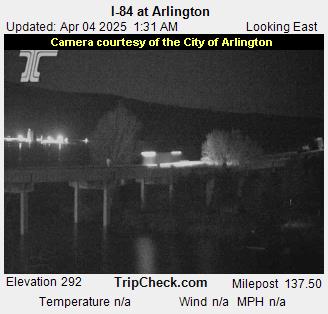 I-84 at Arlington
Updated: Apr 04 2025 1:31 AM Looking East
Camera courtesy of the City of Arlington
Elevation 292 TripCheck.com Milepost 137.50
Temperature n/a Wind n/a MPH n/a